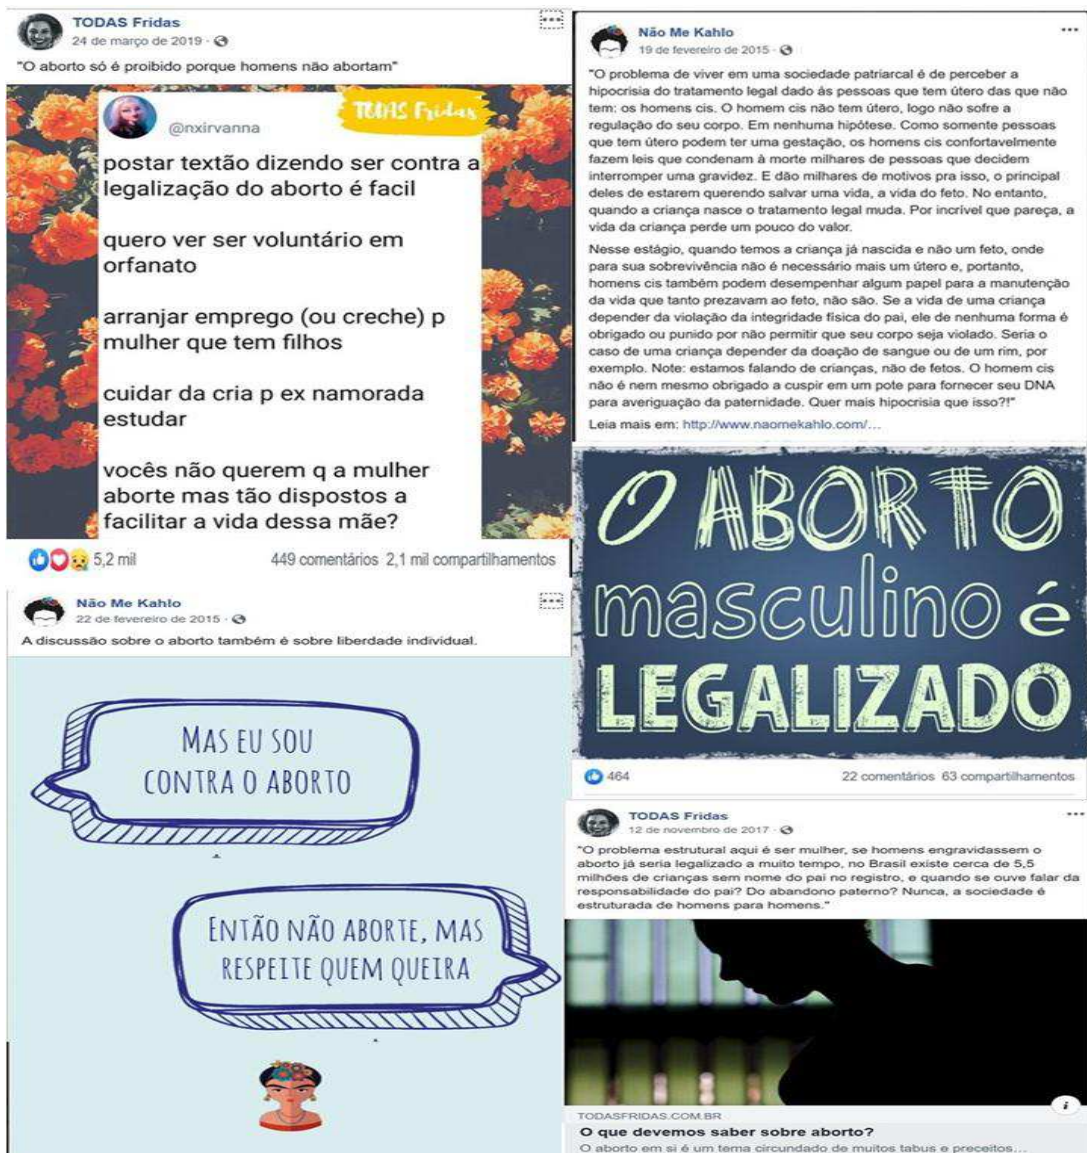 TODAS Fridas
24 de março de 2019 ·
"O aborto só é proibido porque homens não abortam"
TODAS Fridas
@nxirvanna
postar textão dizendo ser contra a
legalização do aborto é facil
quero ver ser voluntário em
orfanato
arranjar emprego (ou creche) p
mulher que tem filhos
cuidar da cria p ex namorada
estudar
vocês não querem q a mulher
aborte mas tão dispostos a
facilitar a vida dessa mãe?
5,2 mil
449 comentários 2,1 mil compartilhamentos
Não Me Kahlo
22 de fevereiro de 2015 ·
A discussão sobre o aborto também é sobre liberdade individual.
MAS EU SOU
CONTRA O ABORTO
ENTÃO NÃO ABORTE, MAS
RESPEITE QUEM QUEIRA
Não Me Kahlo
19 de fevereiro de 2015 ·
"O problema de viver em uma sociedade patriarcal é de perceber a
hipocrisia do tratamento legal dado às pessoas que tem útero das que não
tem: os homens cis. O homem cis não tem útero, logo não sofre a
regulação do seu corpo. Em nenhuma hipótese. Como somente pessoas
que tem útero podem ter uma gestação, os homens cis confortavelmente
fazem leis que condenam à morte milhares de pessoas que decidem
interromper uma gravidez. E dão milhares de motivos pra isso, o principal
deles de estarem querendo salvar uma vida, a vida do feto. No entanto,
quando a criança nasce o tratamento legal muda. Por incrível que pareça, a
vida da criança perde um pouco do valor.
Nesse estágio, quando temos a criança já nascida e não um feto, onde
para sua sobrevivência não é necessário mais um útero e, portanto,
homens cis também podem desempenhar algum papel para a manutenção
da vida que tanto prezavam ao feto, não são. Se a vida de uma criança
depender da violação da integridade física do pai, ele de nenhuma forma é
obrigado ou punido por não permitir que seu corpo seja violado. Seria o
caso de uma criança depender da doação de sangue ou de um rim, por
exemplo. Note: estamos falando de crianças, não de fetos. O homem cis
não é nem mesmo obrigado a cuspir em um pote para fornecer seu DNA
para averiguação da paternidade. Quer mais hipocrisia que isso?!"
Leia mais em: http://www.naomekahlo.com/...
O ABORTO
masculino é
LEGALIZADO
464
22 comentários 63 compartilhamentos
TODAS Fridas
12 de novembro de 2017 ·
"O problema estrutural aqui é ser mulher, se homens engravidassem o
aborto já seria legalizado a muito tempo, no Brasil existe cerca de 5,5
milhões de crianças sem nome do pai no registro, e quando se ouve falar da
responsabilidade do pai? Do abandono paterno? Nunca, a sociedade é
estruturada de homens para homens."
TODASFRIDAS.COM.BR
O que devemos saber sobre aborto?
O aborto em si é um tema circundado de muitos tabus e preceitos...